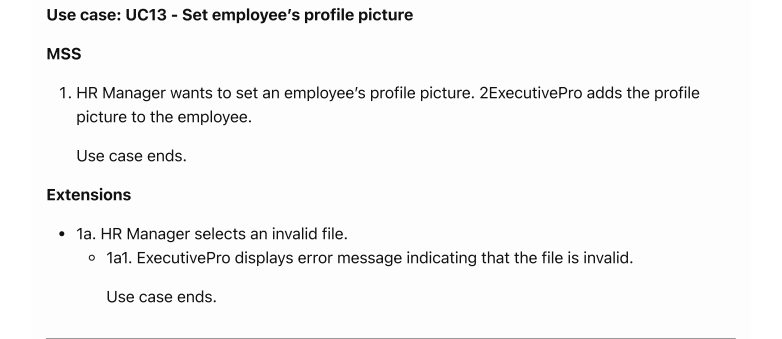 Use case: UC13 - Set employee’s profile picture
MSS
1. HR Manager wants to set an employee’s profile picture. 2ExecutivePro adds the profile
picture to the employee.
Use case ends.
Extensions
• 1a. HR Manager selects an invalid file.
◦ 1a1. ExecutivePro displays error message indicating that the file is invalid.
Use case ends.